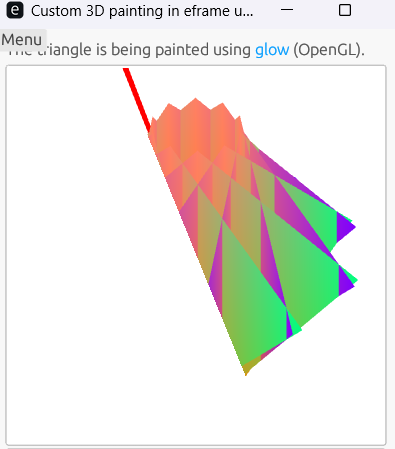 e Custom 3D painting in eframe u...
Menu
The triangle is being painted using glow (OpenGL).